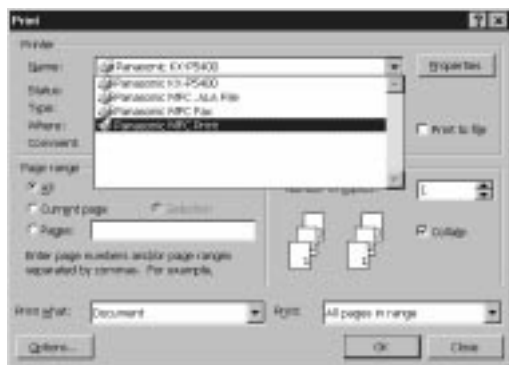 Print
Printer
Name: Panasonic KX-P5400
Properties
Panasonic KX-P5400
Status:
Panasonic MFC .ALA File
Type:
Panasonic MFC Fax
Where:
Panasonic MFC Print
Print to file
Comment:
Page range
All
1
Current page
Selection
Pages:
Collate
Enter page numbers and/or page ranges
separated by commas. For example,
Print what: Document
Print: All pages in range
Options...
OK
Close